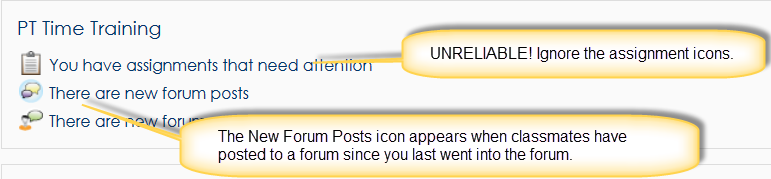 PT Time Training
UNRELIABLE! Ignore the assignment icons.
You have assignments that need attention
There are new forum posts
There are new foru
The New Forum Posts icon appears when classmates have
posted to a forum since you last went into the forum.